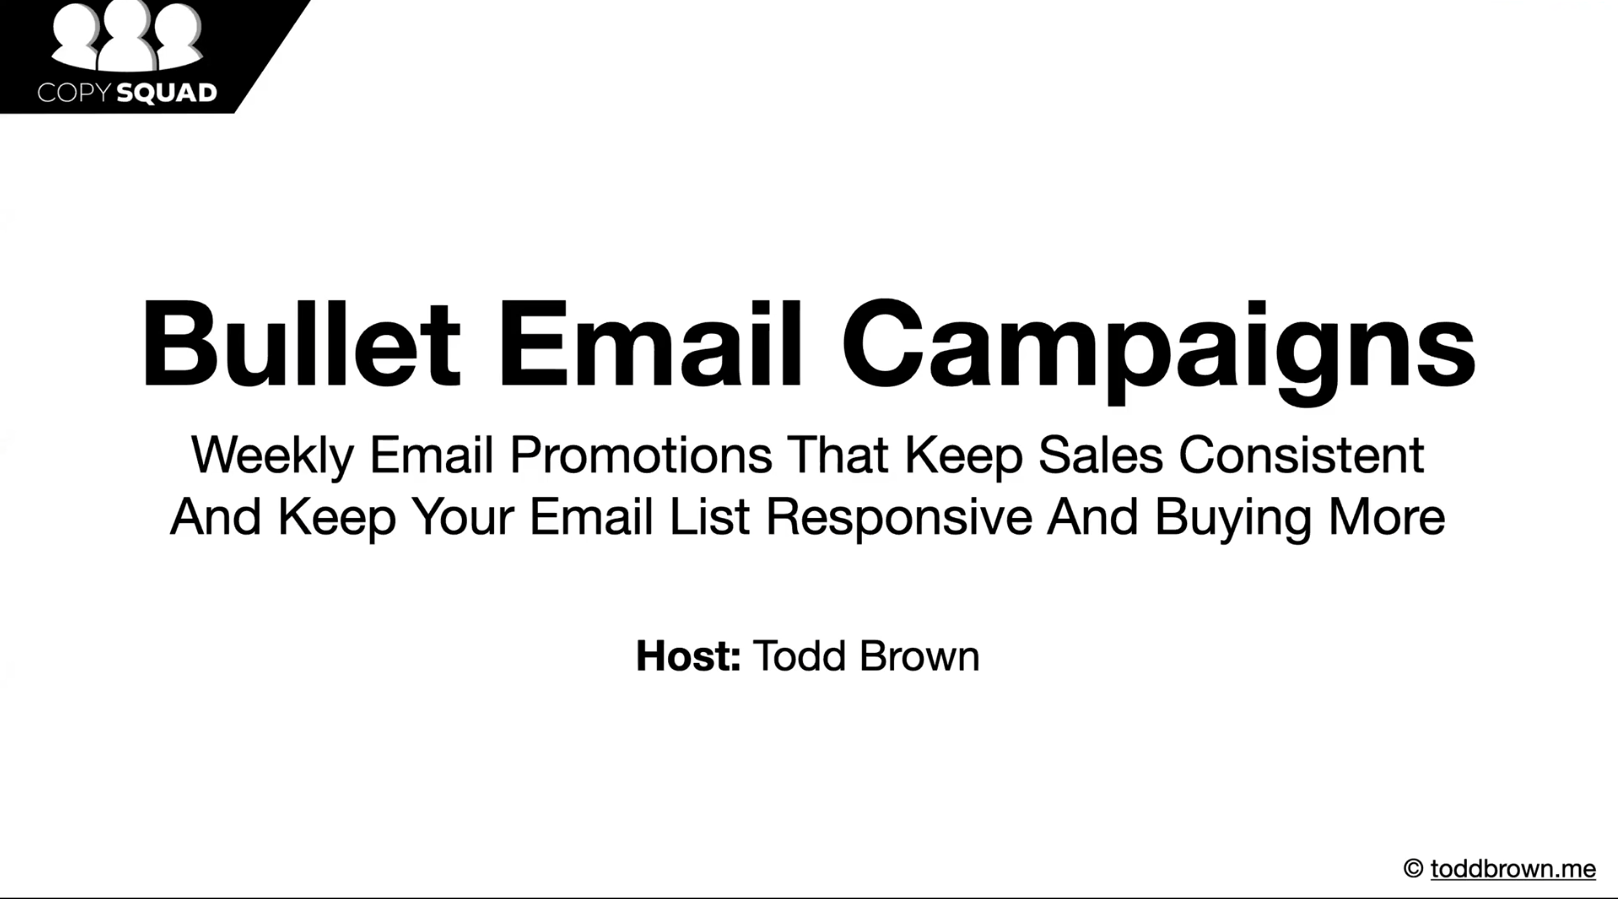 COPY SQUAD
Bullet Email Campaigns
Weekly Email Promotions That Keep Sales Consistent
And Keep Your Email List Responsive And Buying More
Host: Todd Brown
© toddbrown.me